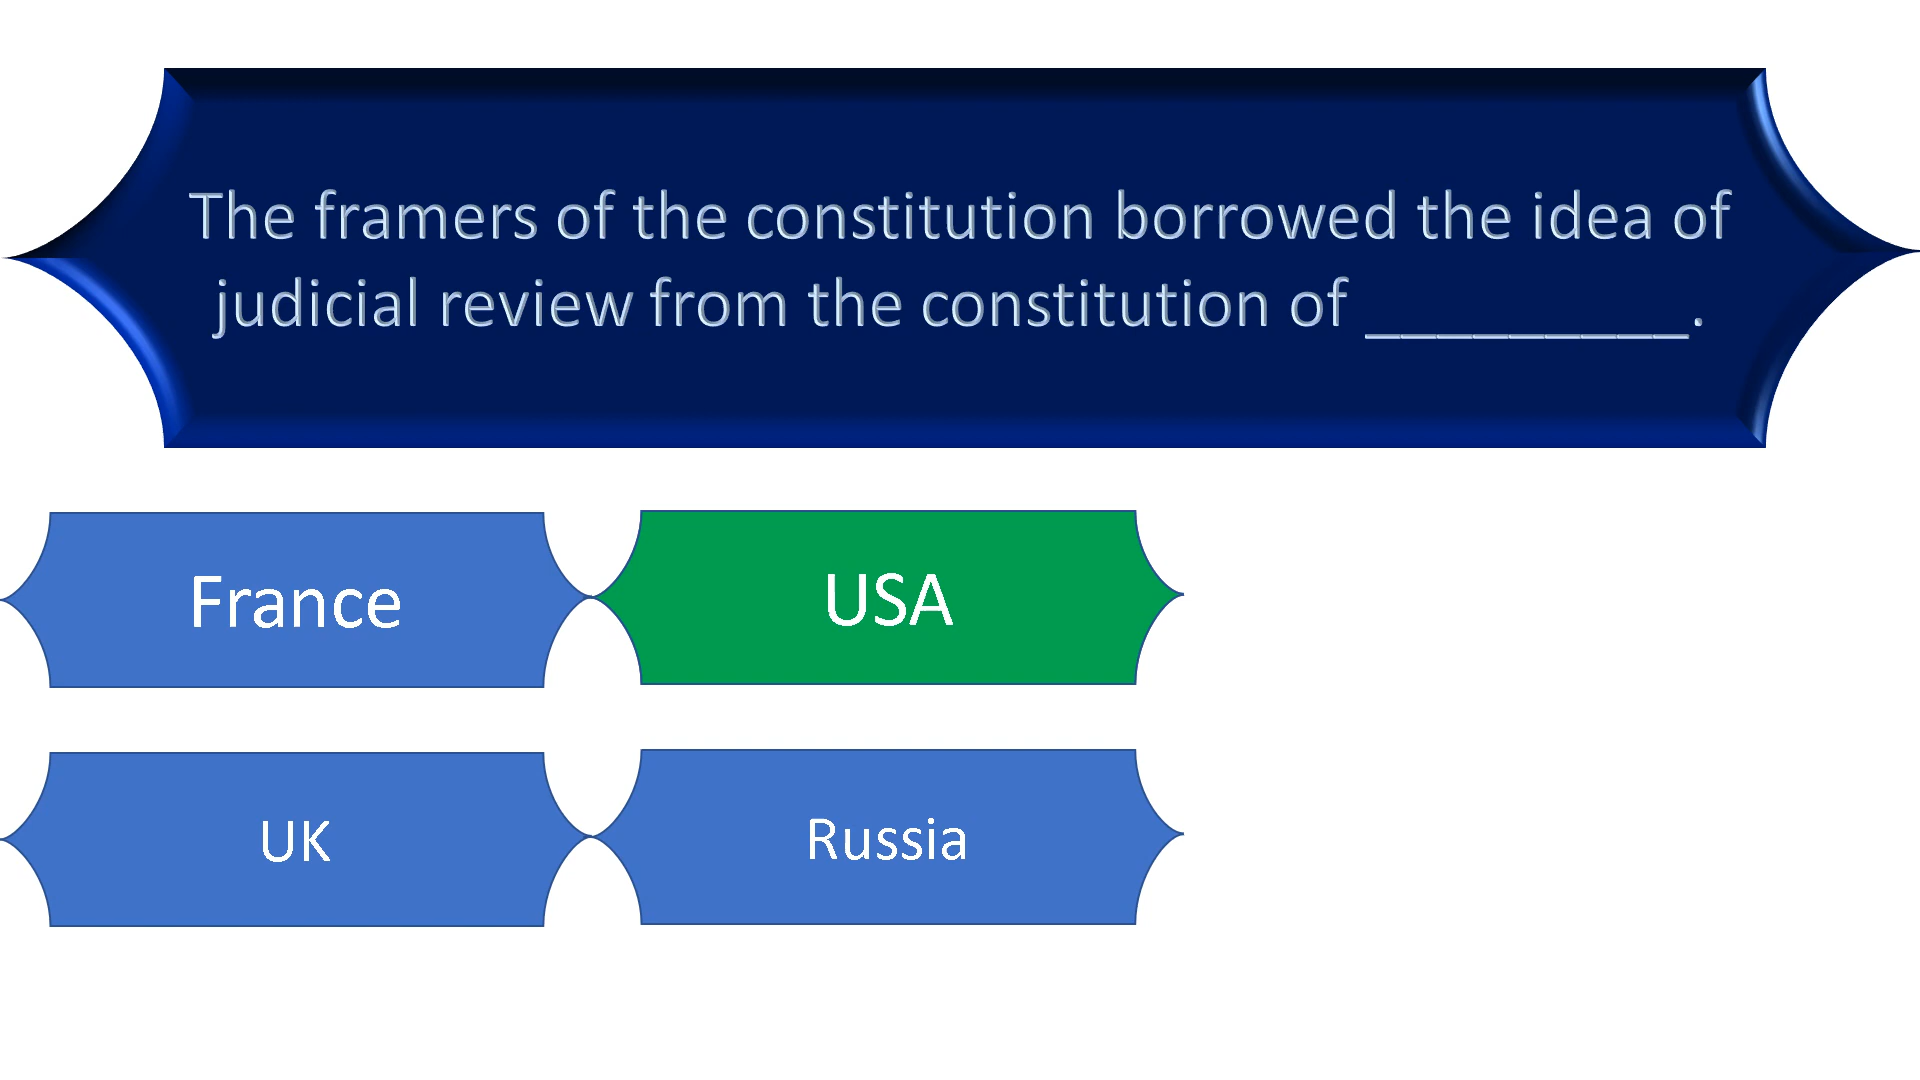 The framers of the constitution borrowed the idea of
judicial review from the constitution of _________.
France
USA
UK
Russia